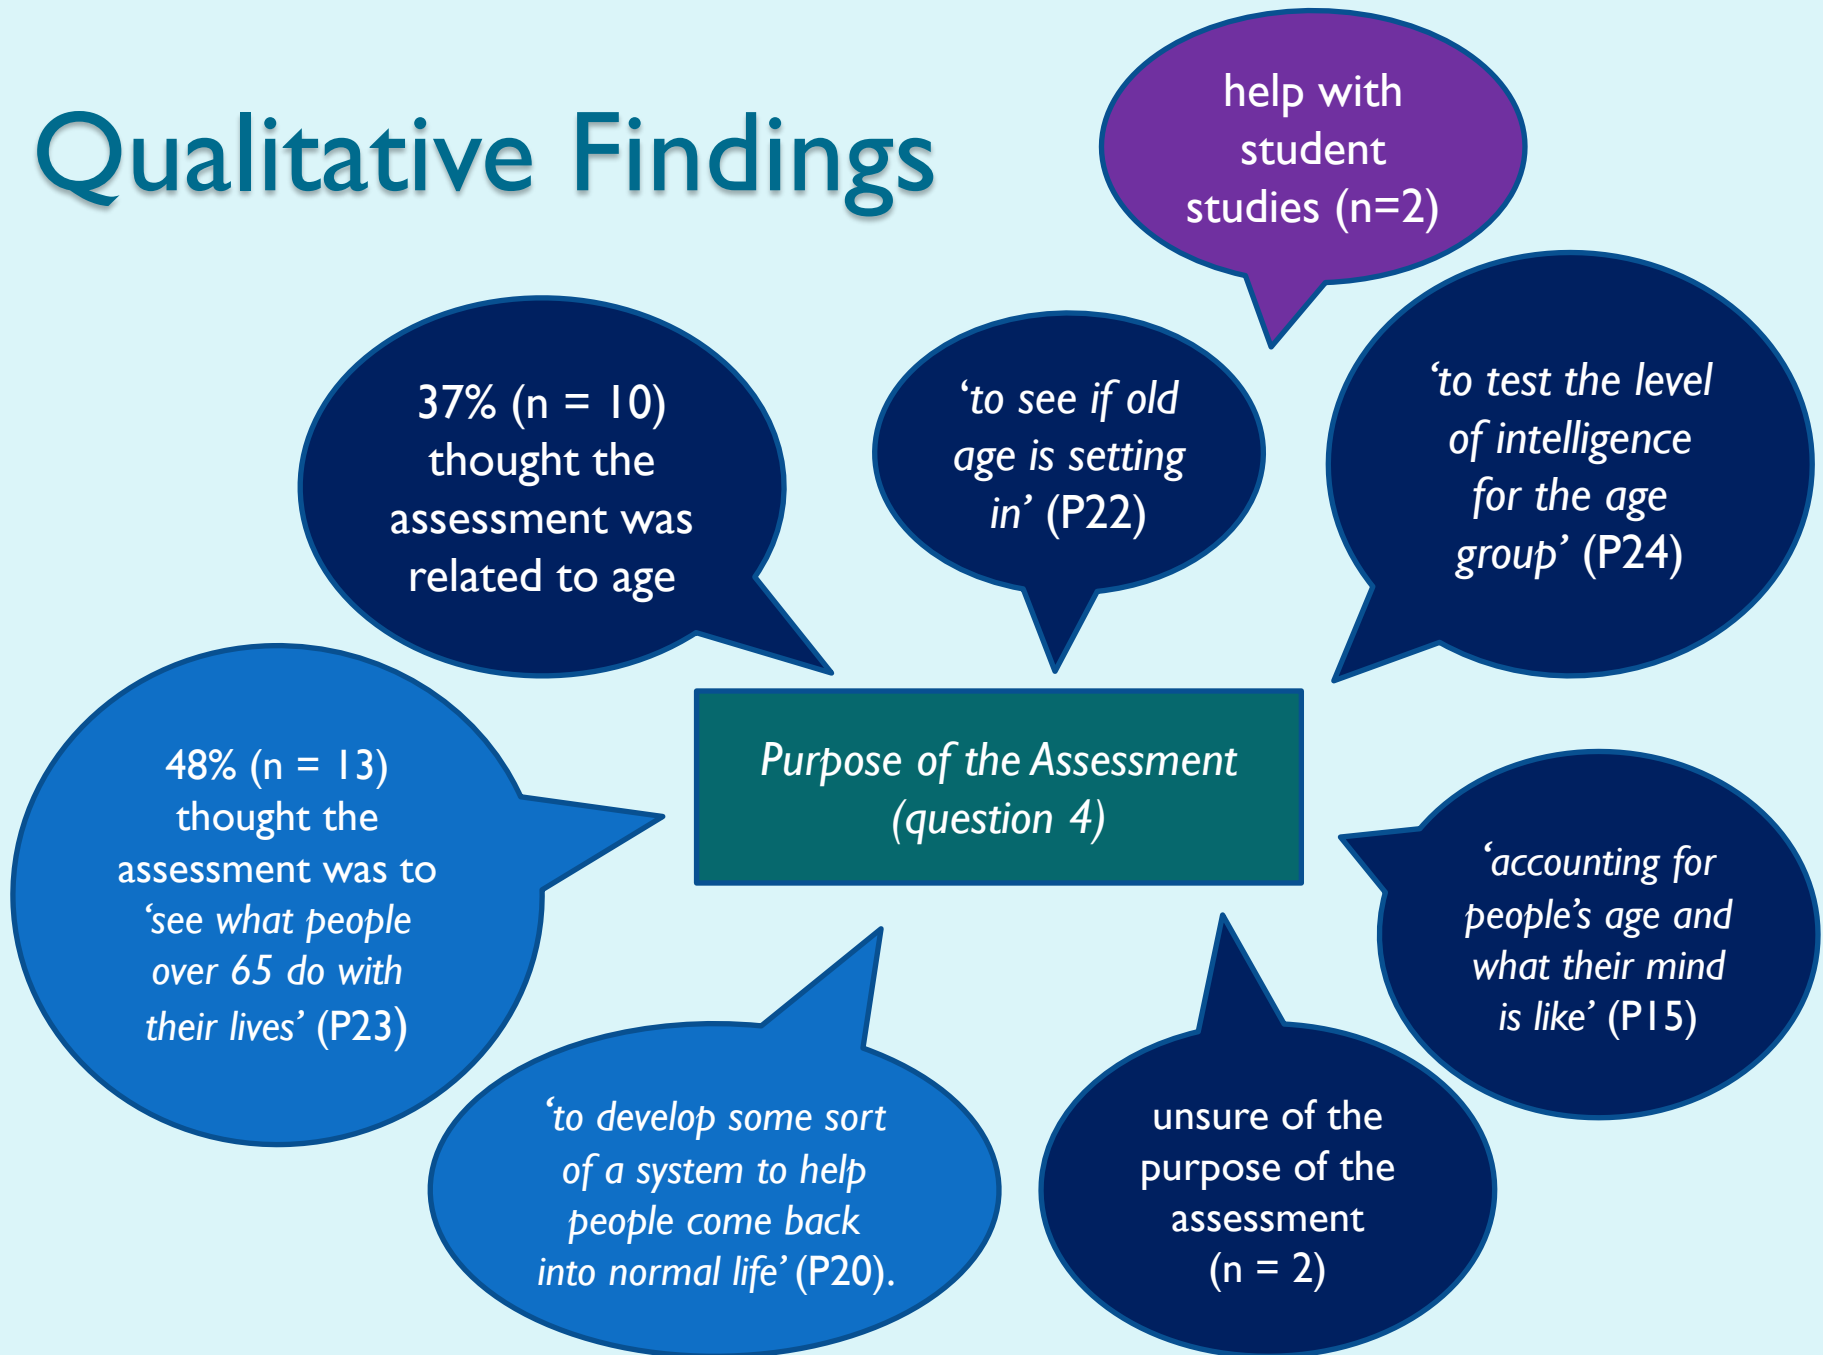 Qualitative Findings
help with
student
studies (n=2)
37% (n = 10)
thought the
assessment was
related to age
‘to see if old
age is setting
in’ (P22)
‘to test the level
of intelligence
for the age
group’ (P24)
48% (n = 13)
thought the
assessment was to
‘see what people
over 65 do with
their lives’ (P23)
Purpose of the Assessment
(question 4)
‘accounting for
people’s age and
what their mind
is like’ (P15)
‘to develop some sort
of a system to help
people come back
into normal life’ (P20).
unsure of the
purpose of the
assessment
(n = 2)